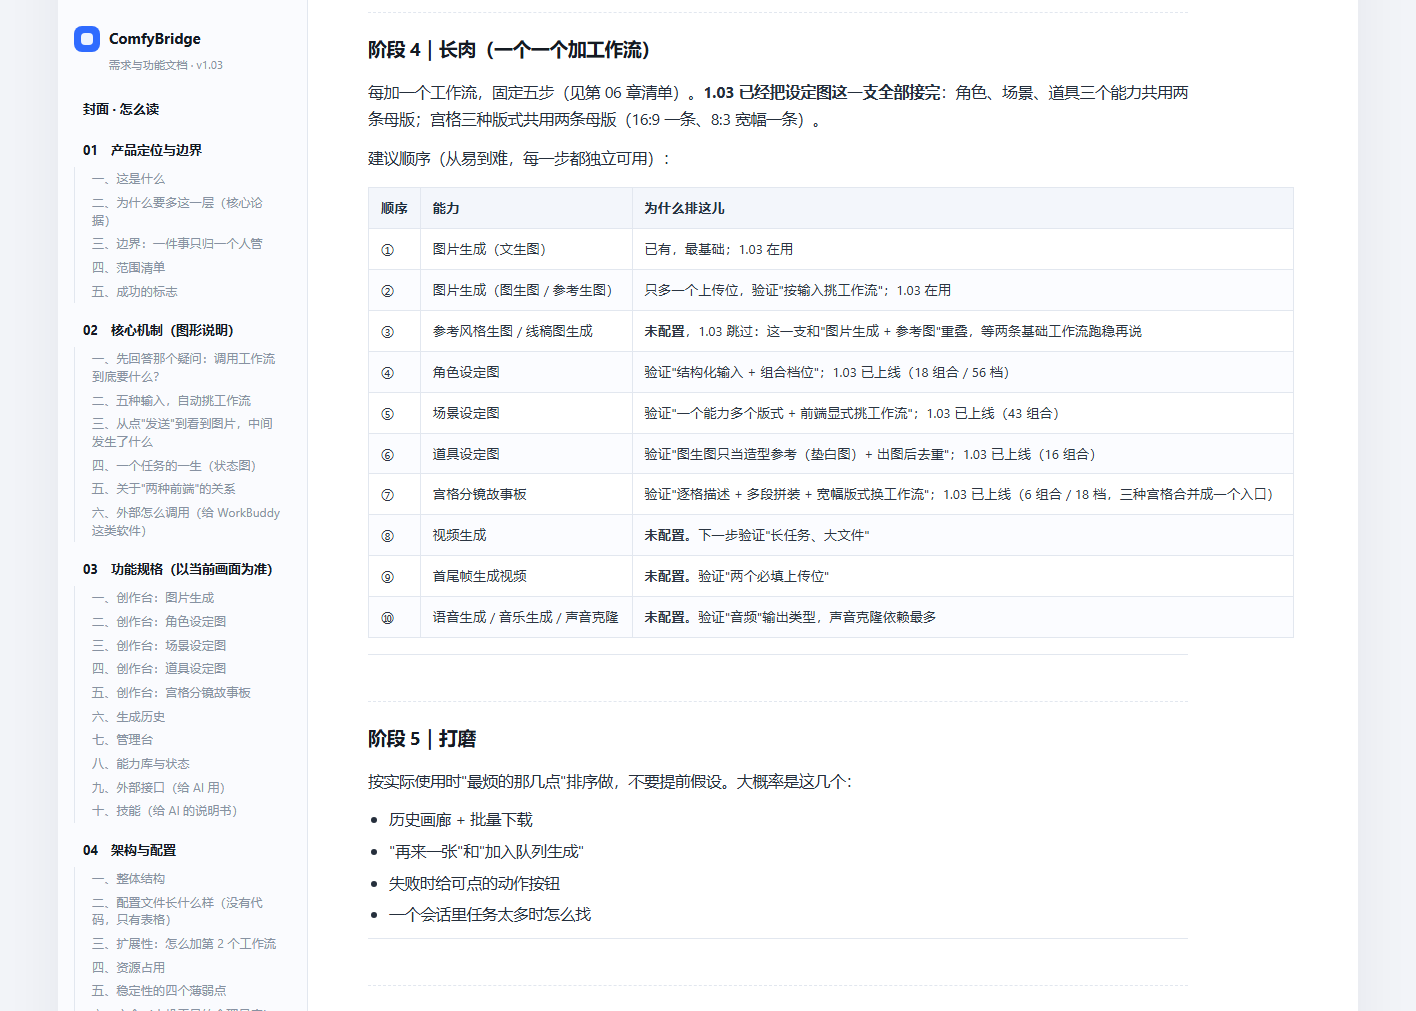 ComfyBridge
需求与功能文档 · v1.03
封面 · 怎么读
01 产品定位与边界
一、这是什么
二、为什么要多这一层（核心论
据）
三、边界：一件事只归一个人管
四、范围清单
五、成功的标志
02 核心机制（图形说明）
一、先回答那个疑问：调用工作流
到底要什么？
二、五种输入，自动挑工作流
三、从点"发送"到看到图片，中间
发生了什么
四、一个任务的一生（状态图）
五、关于"两种前端"的关系
六、外部怎么调用（给 WorkBuddy
这类软件）
03 功能规格（以当前画面为准）
一、创作台：图片生成
二、创作台：角色设定图
三、创作台：场景设定图
四、创作台：道具设定图
五、创作台：宫格分镜故事板
六、生成历史
七、管理台
八、能力库与状态
九、外部接口（给 AI 用）
十、技能（给 AI 的说明书）
04 架构与配置
一、整体结构
二、配置文件长什么样（没有代
码，只有表格）
三、扩展性：怎么加第 2 个工作流
四、资源占用
五、稳定性的四个薄弱点
阶段 4｜长肉（一个一个加工作流）
每加一个工作流，固定五步（见第 06 章清单）。1.03 已经把设定图这一支全部接完：角色、场景、道具三个能力共用两
条母版；宫格三种版式共用两条母版（16:9 一条、8:3 宽幅一条）。
建议顺序（从易到难，每一步都独立可用）：
顺序 能力 为什么排这儿
① 图片生成（文生图） 已有，最基础；1.03 在用
② 图片生成（图生图 / 参考生图） 只多一个上传位，验证"按输入挑工作流"；1.03 在用
③ 参考风格生图 / 线稿图生成 未配置，1.03 跳过：这一支和"图片生成 + 参考图"重叠，等两条基础工作流跑稳再说
④ 角色设定图 验证"结构化输入 + 组合档位"；1.03 已上线（18 组合 / 56 档）
⑤ 场景设定图 验证"一个能力多个版式 + 前端显式挑工作流"；1.03 已上线（43 组合）
⑥ 道具设定图 验证"图生图只当造型参考（垫白图）+ 出图后去重"；1.03 已上线（16 组合）
⑦ 宫格分镜故事板 验证"逐格描述 + 多段拼装 + 宽幅版式换工作流"；1.03 已上线（6 组合 / 18 档，三种宫格合并成一个入口）
⑧ 视频生成 未配置。下一步验证"长任务、大文件"
⑨ 首尾帧生成视频 未配置。验证"两个必填上传位"
⑩ 语音生成 / 音乐生成 / 声音克隆 未配置。验证"音频"输出类型，声音克隆依赖最多
阶段 5｜打磨
按实际使用时"最烦的那几点"排序做，不要提前假设。大概率是这几个：
• 历史画廊 + 批量下载
• "再来一张"和"加入队列生成"
• 失败时给可点的动作按钮
• 一个会话里任务太多时怎么找